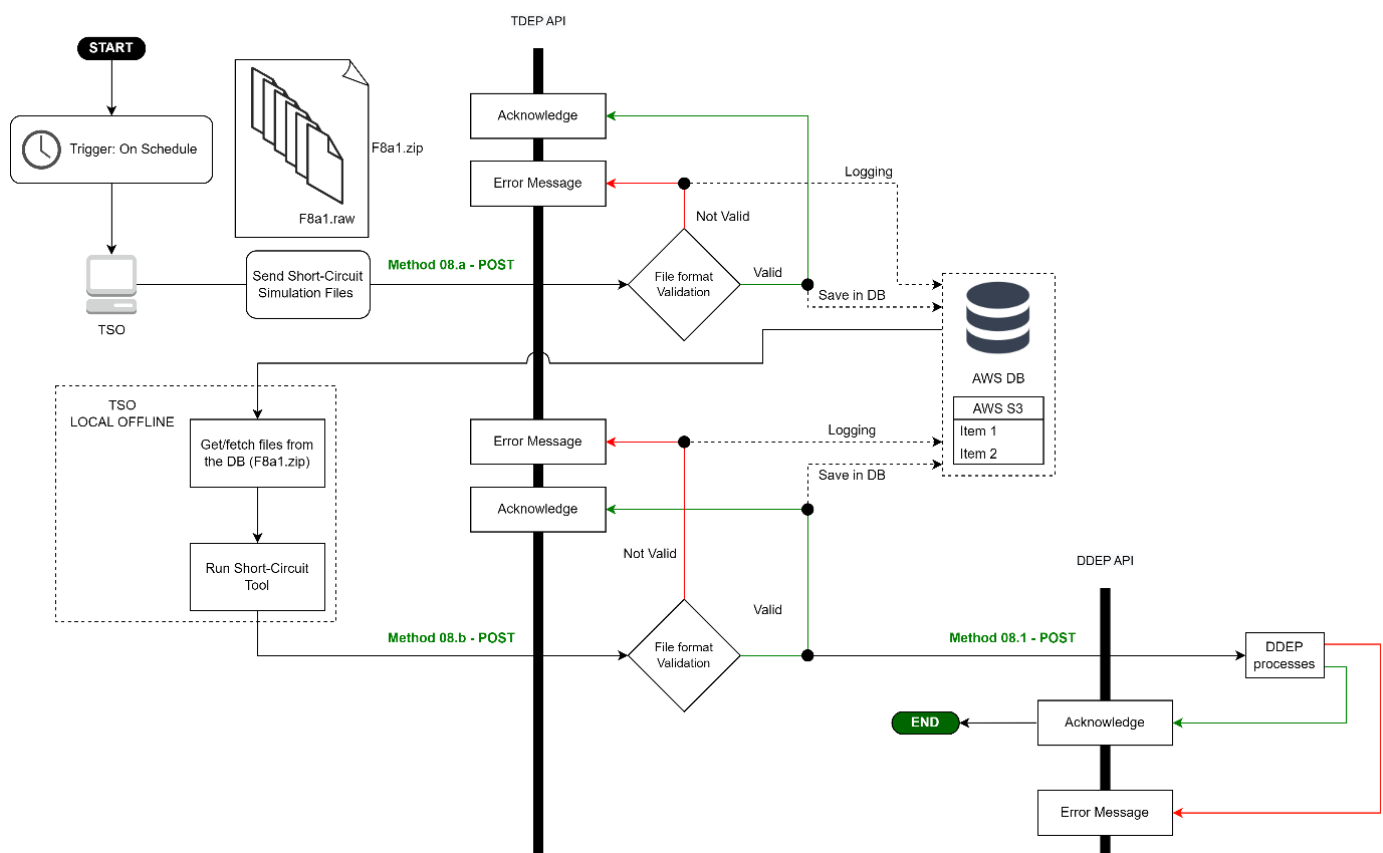 TDEP API
START
Trigger: On Schedule
F8a1.zip
F8a1.raw
Acknowledge
Error Message
Logging
Not Valid
Method 08.a - POST
Send Short-Circuit
Simulation Files
File format
Validation
Valid
Save in DB
TSO
AWS DB
AWS S3
Item 1
Item 2
TSO
LOCAL OFFLINE
Get/fetch files from
the DB (F8a1.zip)
Error Message
Logging
Save in DB
Acknowledge
Not Valid
Run Short-Circuit
Tool
DDEP API
Valid
Method 08.b - POST
File format
Validation
Method 08.1 - POST
DDEP
processes
END
Acknowledge
Error Message